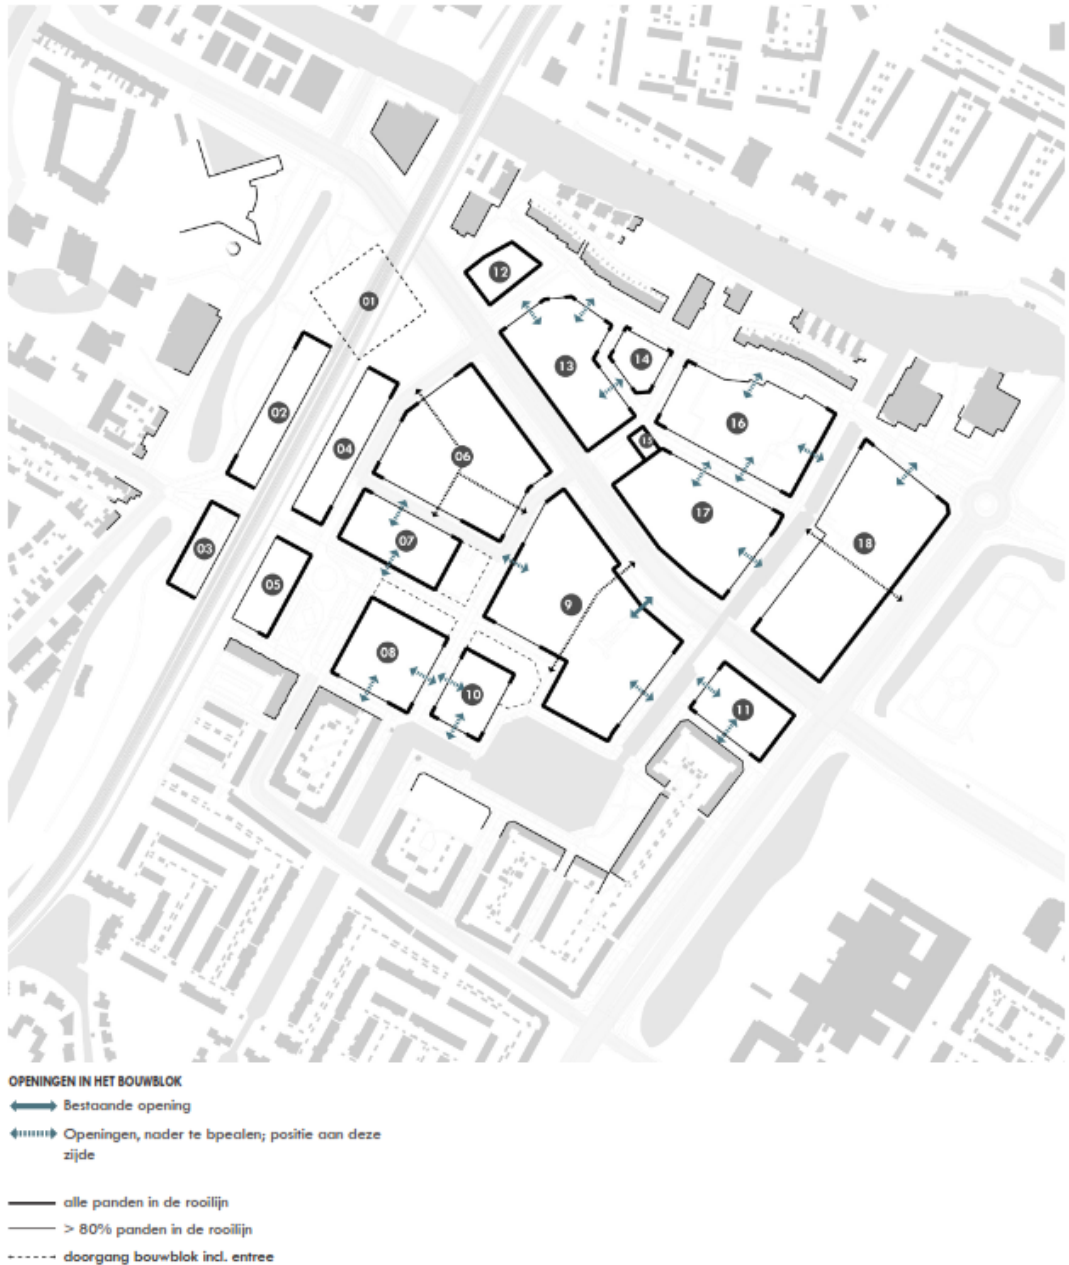 12
01
13
14
02
16
04
15
06
17
18
07
03
05
9
08
10
11
OPENINGEN IN HET BOUWBLOK
Bestaande opening
Openingen, nader te bpealen; positie aan deze
zijde
alle panden in de rooilijn
> 80% panden in de rooilijn
doorgang bouwblok incl. entree